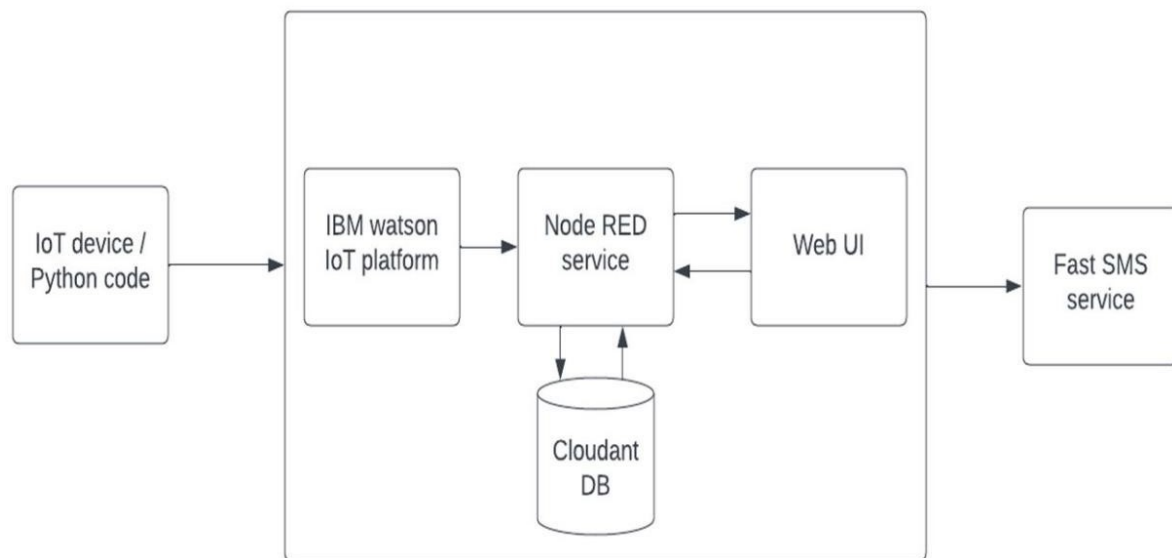 IoT device /
Python code
IBM watson
IoT platform
Node RED
service
Web UI
Cloudant
DB
Fast SMS
service